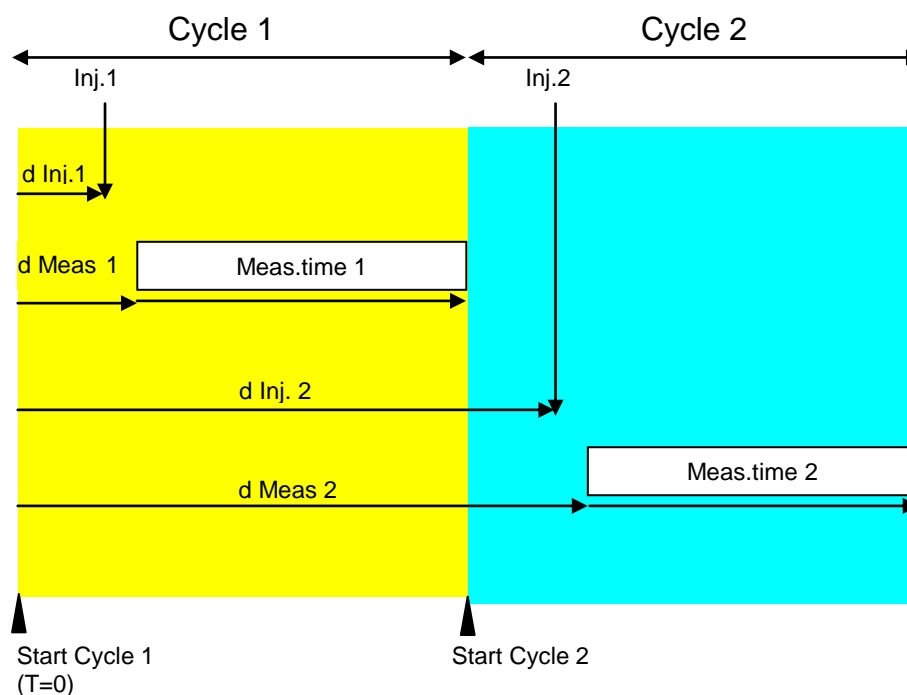 Cycle 1
Cycle 2
Inj.1
Inj.2
d Inj.1
d Meas 1
Meas.time 1
d Inj. 2
Meas.time 2
d Meas 2
Start Cycle 1
(T=0)
Start Cycle 2